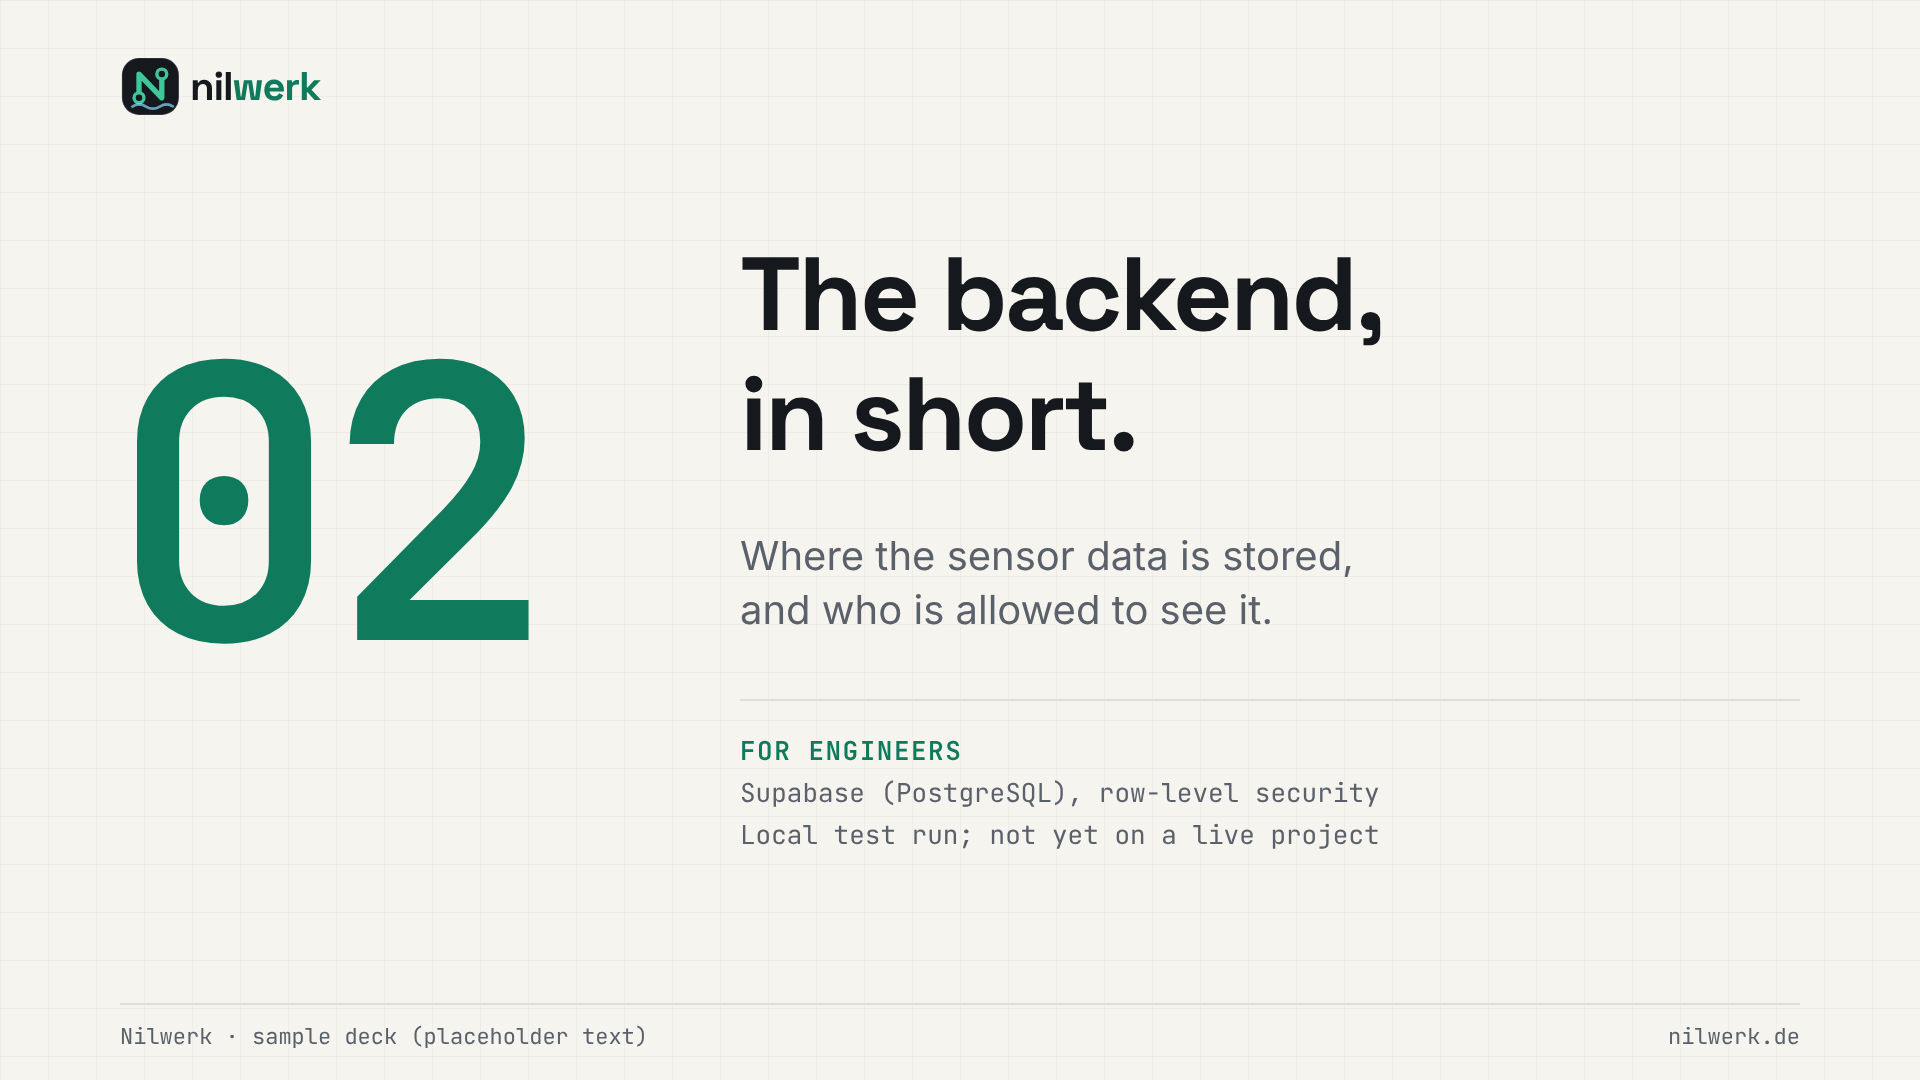 nilwerk
02
The backend,
in short.
Where the sensor data is stored,
and who is allowed to see it.
FOR ENGINEERS
Supabase (PostgreSQL), row-level security
Local test run; not yet on a live project
Nilwerk · sample deck (placeholder text)
nilwerk.de